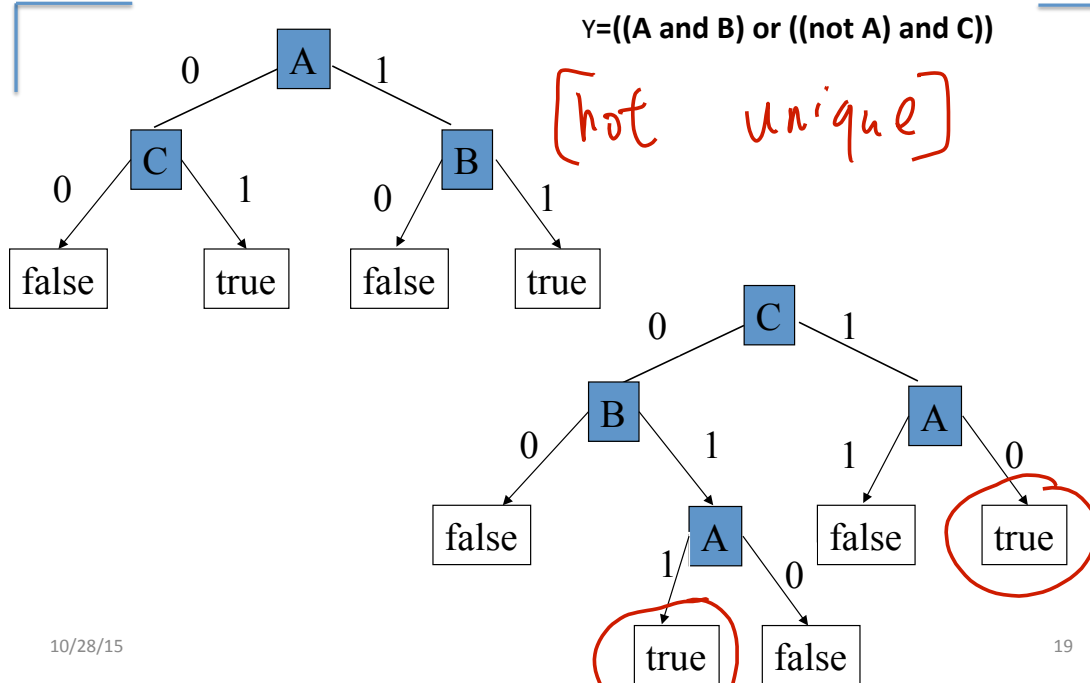 Y=((A and B) or ((not A) and C))
[not unique]
A
0 1
C B
0 1 0 1
false true false true
C
0 1
B A
0 1 1 0
false A false true
1 0
true false
10/28/15 19